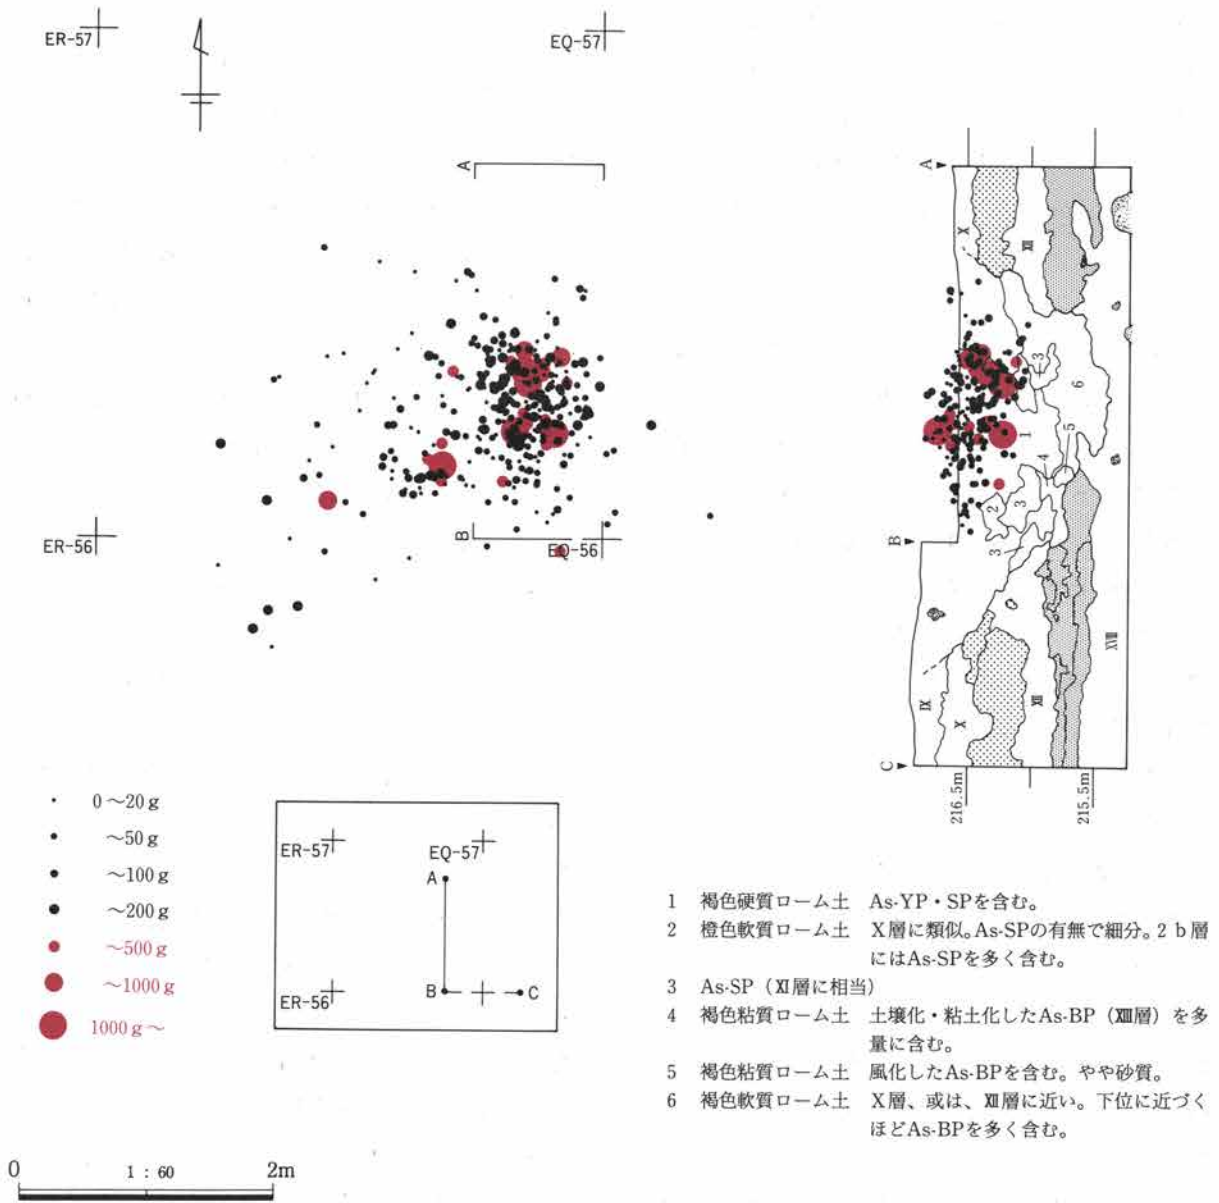 ER-57
EQ-57
A
B
ER-56
EQ-56
A
B
C
X
XII
1
2
3
3
3
4
5
6
IX
X
XII
XVIII
216.5m
215.5m
0～20g
～50g
～100g
～200g
～500g
～1000g
1000g～
ER-57
EQ-57
A
ER-56
B
C
1 褐色硬質ローム土 As-YP・SPを含む。
2 橙色軟質ローム土 X層に類似。As-SPの有無で細分。2b層
にはAs-SPを多く含む。
3 As-SP（XI層に相当）
4 褐色粘質ローム土 土壌化・粘土化したAs-BP（XIII層）を多
量に含む。
5 褐色粘質ローム土 風化したAs-BPを含む。やや砂質。
6 褐色軟質ローム土 X層、或は、XII層に近い。下位に近づく
ほどAs-BPを多く含む。
0 1:60 2m